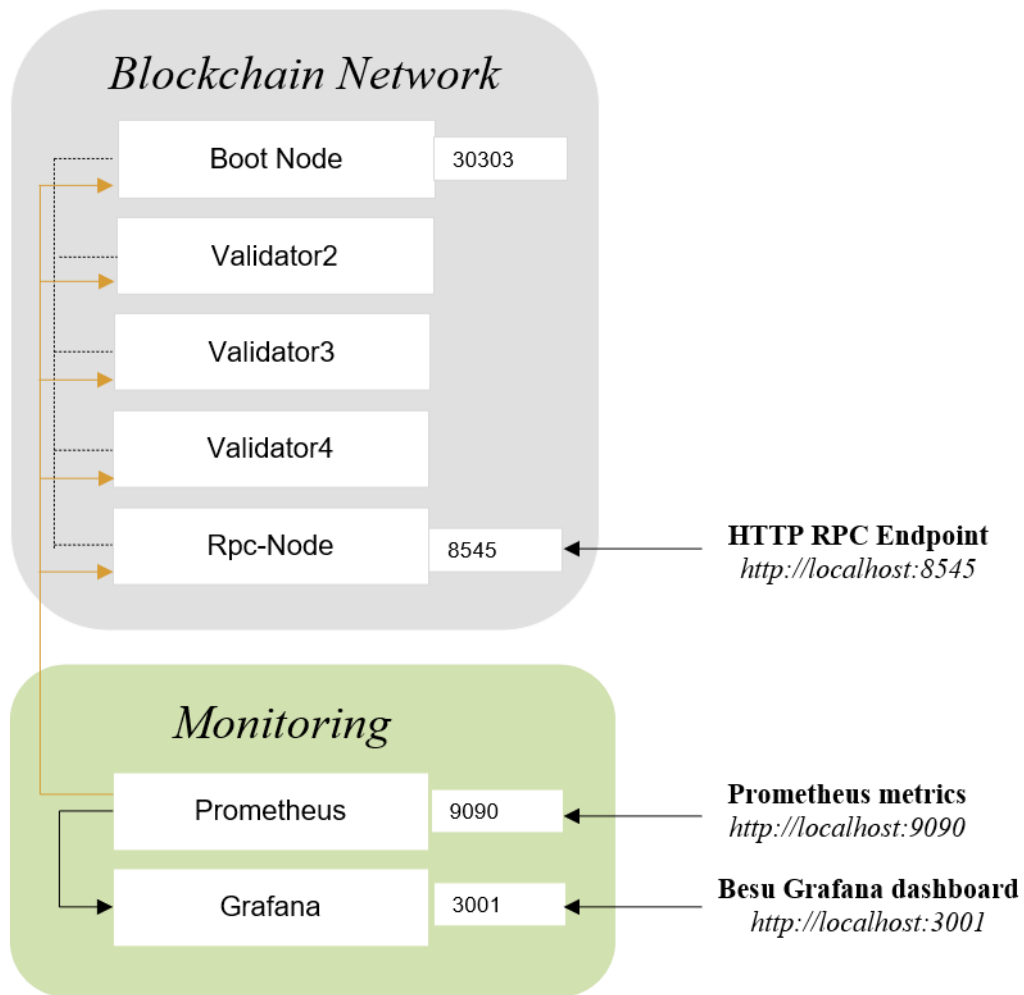 Blockchain Network
Boot Node
30303
Validator2
Validator3
Validator4
Rpc-Node
8545
HTTP RPC Endpoint
http://localhost:8545
Monitoring
Prometheus
9090
Prometheus metrics
http://localhost:9090
Grafana
3001
Besu Grafana dashboard
http://localhost:3001